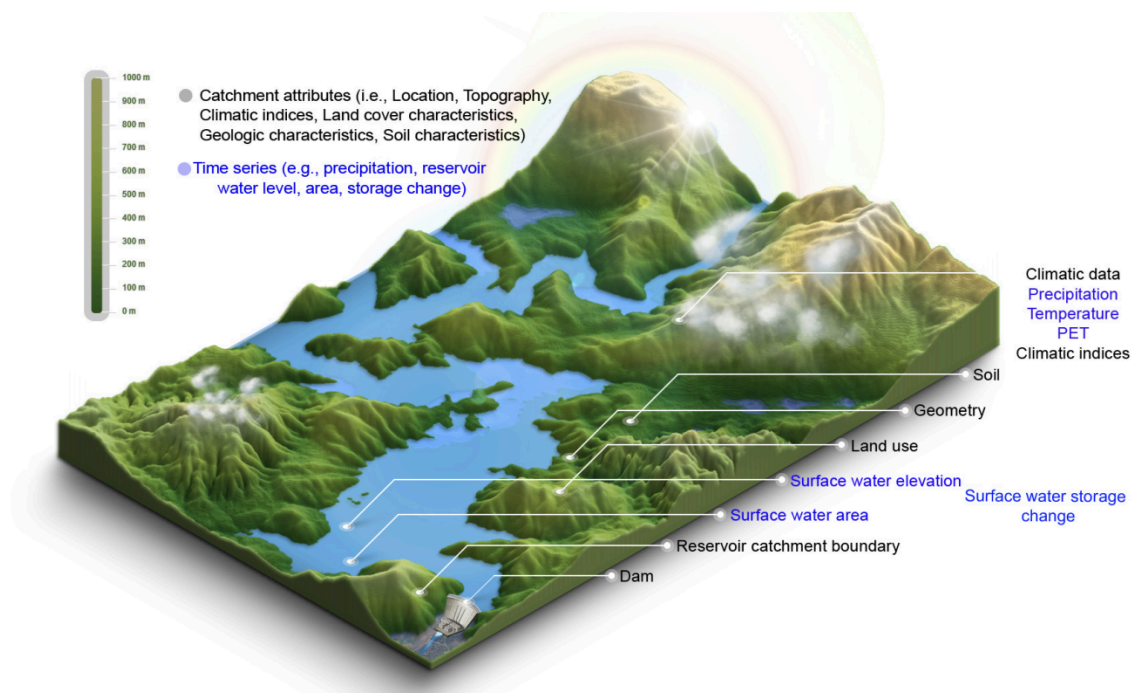 1000 m
900 m
800 m
700 m
600 m
500 m
400 m
300 m
200 m
100 m
0 m
Catchment attributes (i.e., Location, Topography,
Climatic indices, Land cover characteristics,
Geologic characteristics, Soil characteristics)
Time series (e.g., precipitation, reservoir
water level, area, storage change)
Climatic data
Precipitation
Temperature
PET
Climatic indices
Soil
Geometry
Land use
Surface water elevation
Surface water storage
change
Surface water area
Reservoir catchment boundary
Dam